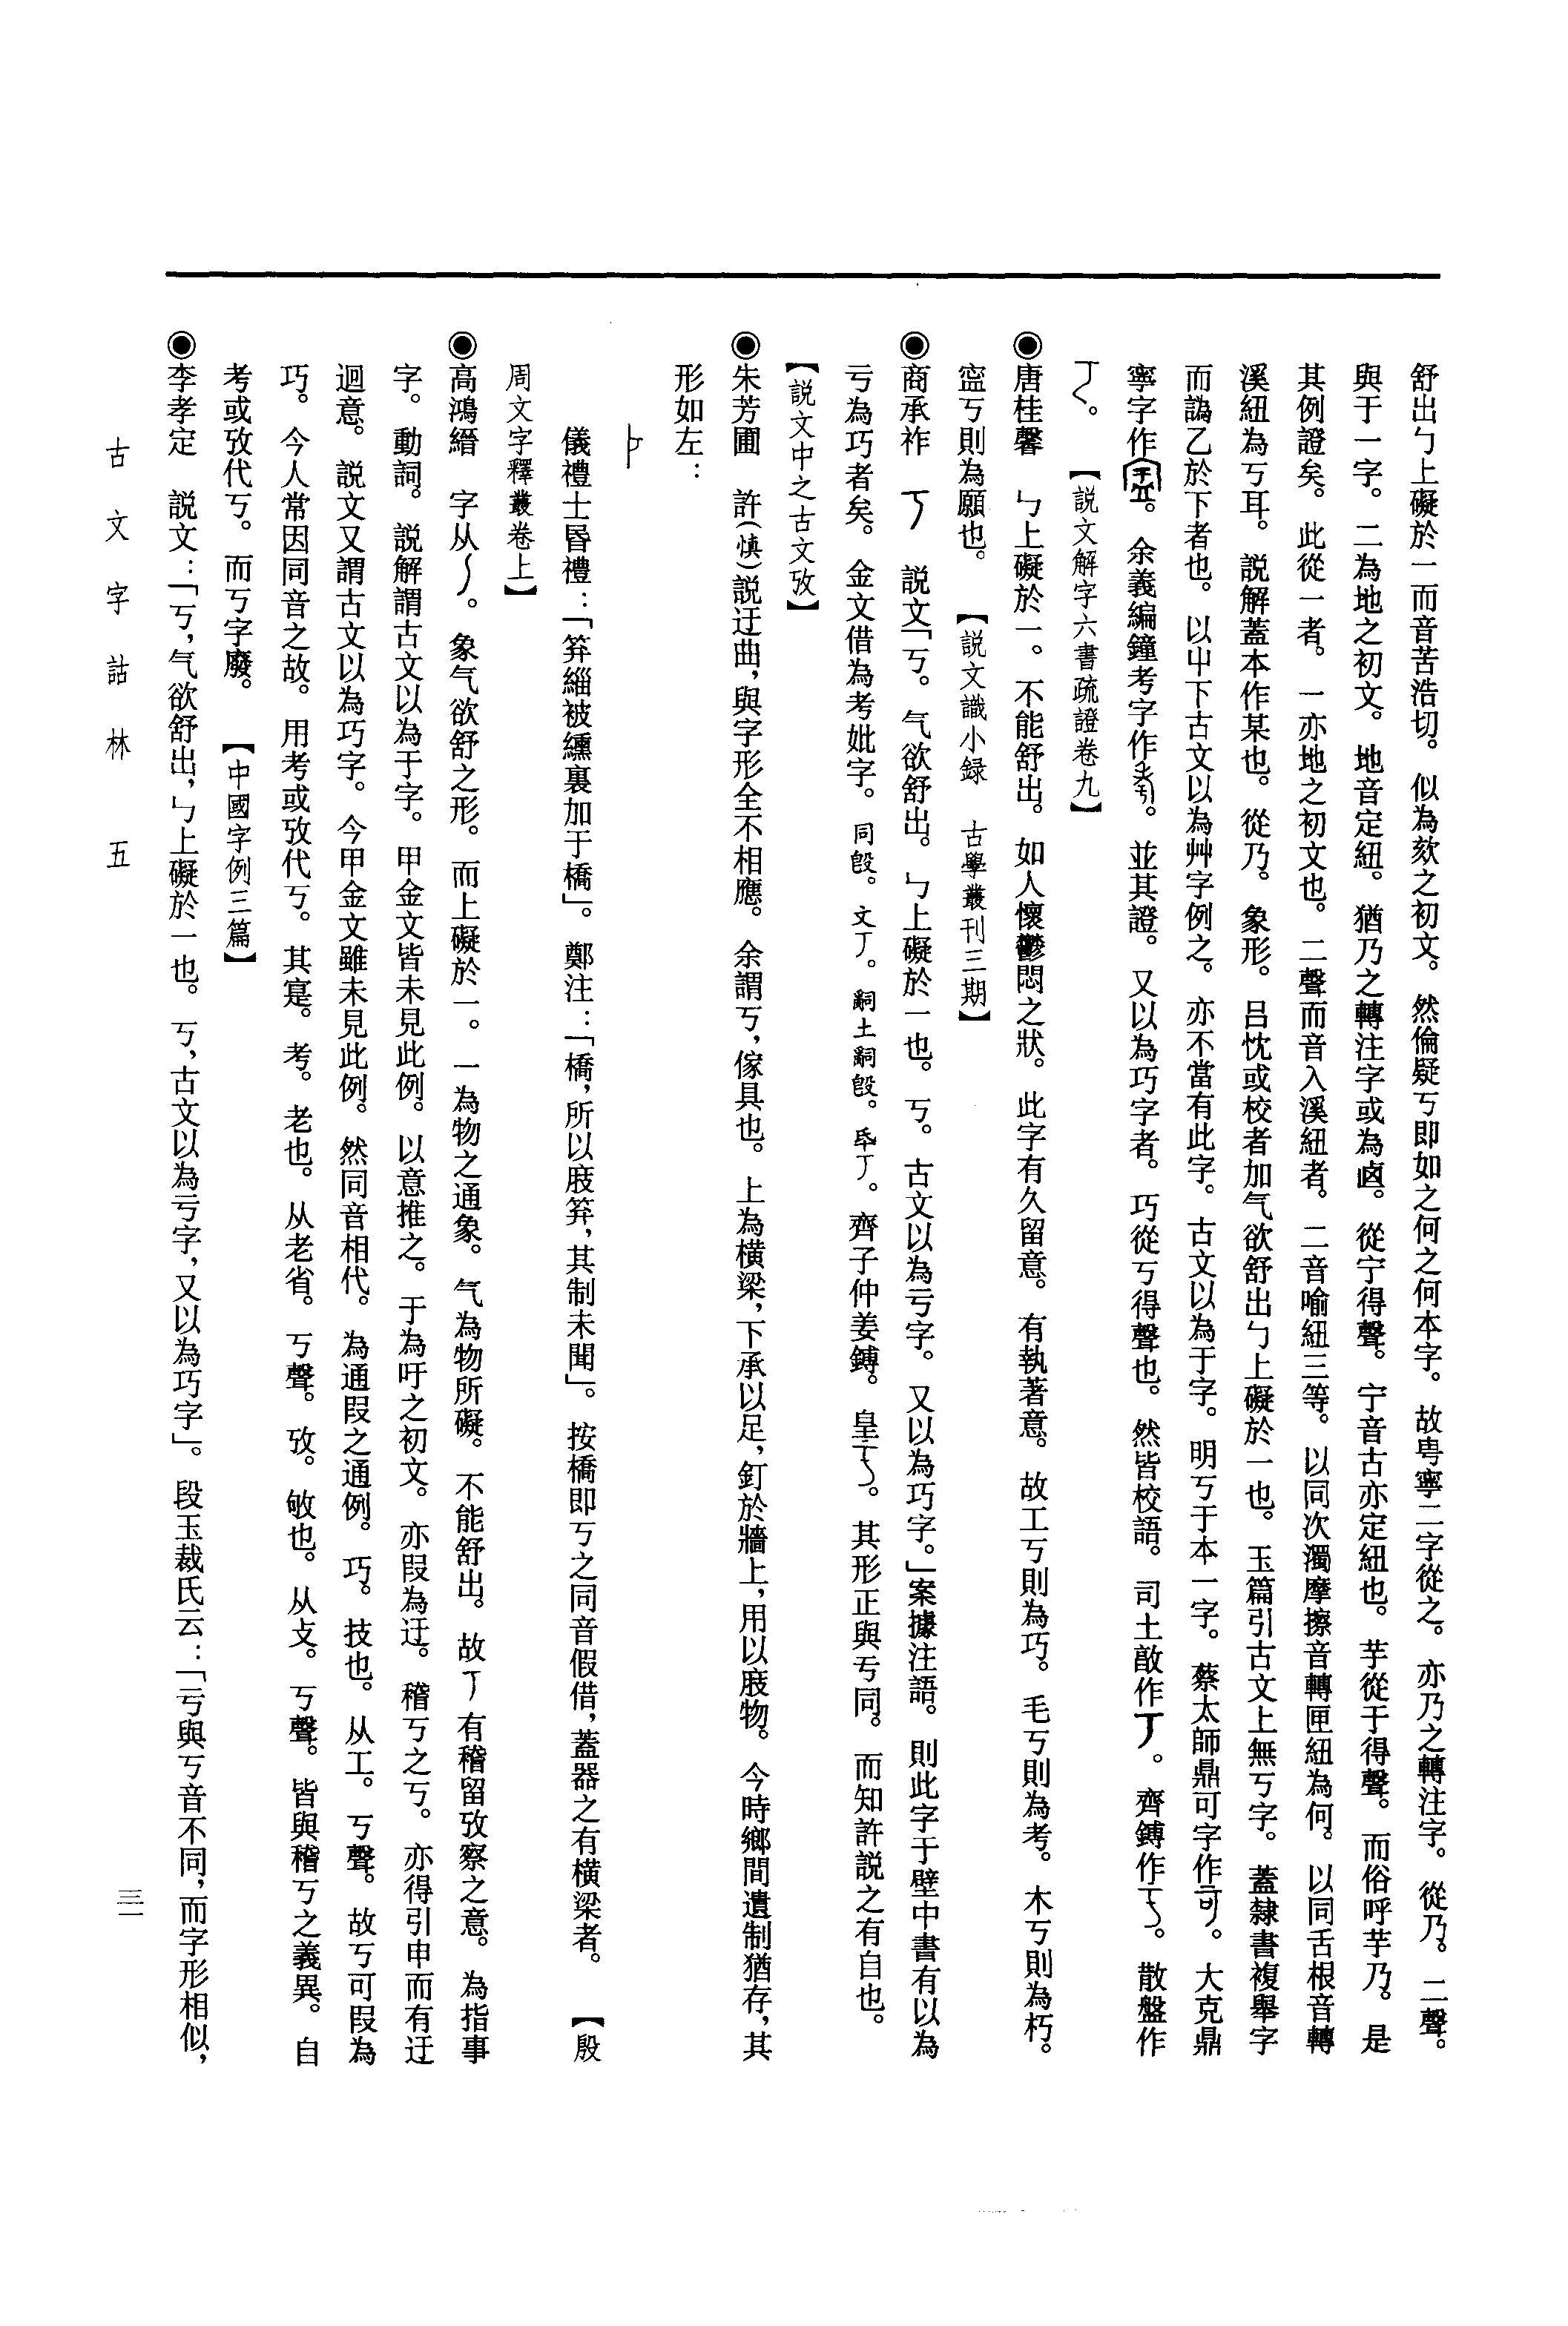 舒出㇉上礙於一而音苦浩切。似為欬之初文。然倫疑丂即如之何之何本字。故甹寧二字從之。亦乃之轉注字。從乃。二聲。
與于一字。二為地之初文。地音定紐。猶乃之轉注字或為卤。從宁得聲。宁音古亦定紐也。芋從于得聲。而俗呼芋乃。是
其例證矣。此從一者。一亦地之初文也。二聲而音入溪紐者。二音喻紐三等。以同次濁摩擦音轉匣紐為何。以同舌根音轉
溪紐為丂耳。說解蓋本作某也。從乃。象形。呂忱或校者加气欲舒出㇉上礙於一也。玉篇引古文上無丂字。蓋隸書複舉字
而譌乙於下者也。以屮下古文以為艸字例之。亦不當有此字。古文以為于字。明丂于本一字。蔡太師鼎可字作。大克鼎
寧字作。余義編鐘考字作。並其證。又以為巧字者。巧從丂得聲也。然皆校語。司土敔作。齊鎛作。散盤作
。【說文解字六書疏證卷九】
◉唐桂馨 ㇉上礙於一。不能舒出。如人懷鬱悶之狀。此字有久留意。有執著意。故工丂則為巧。毛丂則為考。木丂則為朽。
寍丂則為願也。【說文識小録 古學叢刊三期】
◉商承祚 說文「丂。气欲舒出。㇉上礙於一也。丂。古文以為亏字。又以為巧字。」案據注語。則此字于壁中書有以為
亏為巧者矣。金文借為考妣字。同𣪘。文。嗣土嗣𣪘。氒。齊子仲姜鎛。皇。其形正與亏同。而知許説之有自也。
【說文中之古文攷】
◉朱芳圃 許(慎)説迂曲,與字形全不相應。余謂丂,傢具也。上為橫梁,下承以足,釘於牆上,用以庪物。今時鄉間遺制猶存,其
形如左:
儀禮士昏禮:「笲緇被纁裏加于橋」。鄭注:「橋,所以庪笲,其制未聞」。按橋即丂之同音假借,蓋器之有橫梁者。【殷
周文字釋叢卷上】
◉高鴻縉 字从。象气欲舒之形。而上礙於一。一為物之通象。气為物所礙。不能舒出。故有稽留攷察之意。為指事
字。動詞。説解謂古文以為于字。甲金文皆未見此例。以意推之。于為吁之初文。亦叚為迂。稽丂之丂。亦得引申而有迂
迴意。説文又謂古文以為巧字。今甲金文雖未見此例。然同音相代。為通叚之通例。巧。技也。从工。丂聲。故丂可叚為
巧。今人常因同音之故。用考或攷代丂。其寔。考。老也。从老省。丂聲。攷。敂也。从攴。丂聲。皆與稽丂之義異。自
考或攷代丂。而丂字廢。【中國字例三篇】
◉李孝定 説文:「丂,气欲舒出,㇉上礙於一也。丂,古文以為亏字,又以為巧字」。段玉裁氏云:「亏與丂音不同,而字形相似,
古文字詁林 五
三一